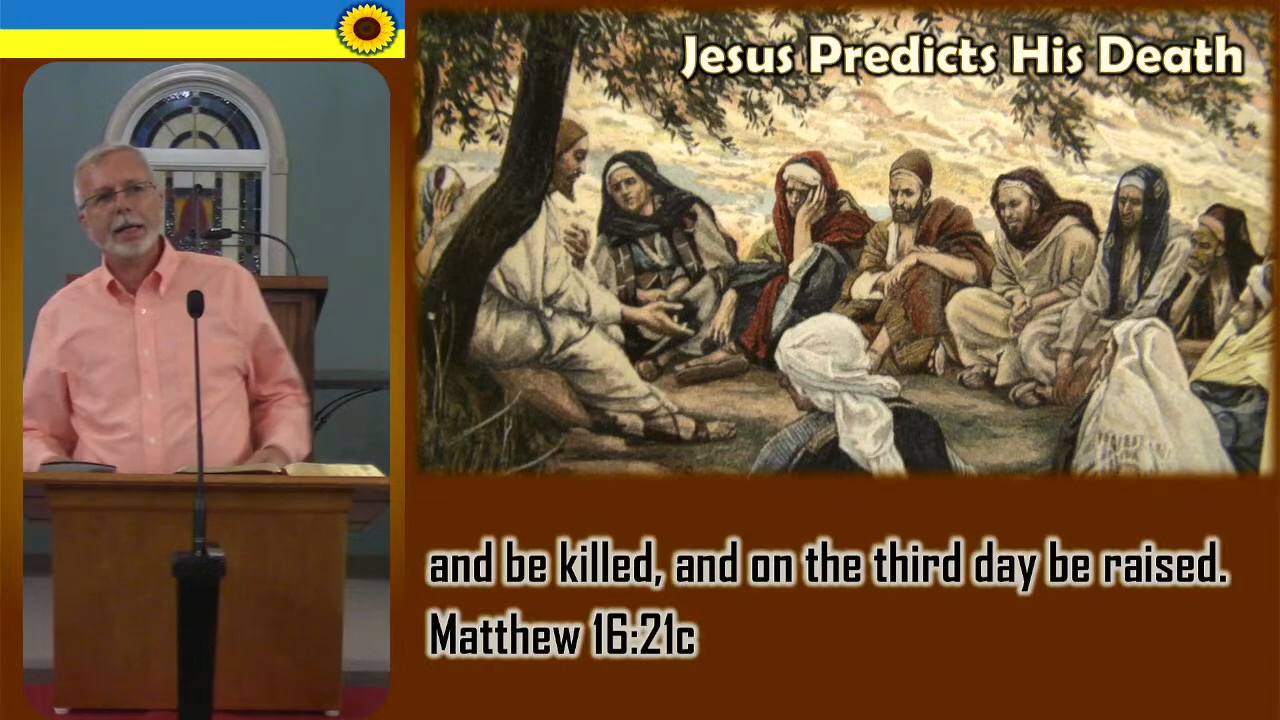 Jesus Predicts His Death
and be killed, and on the third day be raised.
Matthew 16:21c